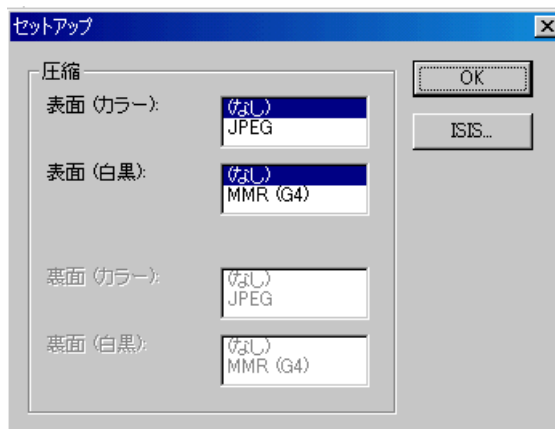 セットアップ
圧縮
表面 (カラー):
(なし)
JPEG
表面 (白黒):
(なし)
MMR (G4)
裏面 (カラー):
(なし)
JPEG
裏面 (白黒):
(なし)
MMR (G4)
OK
ISIS...